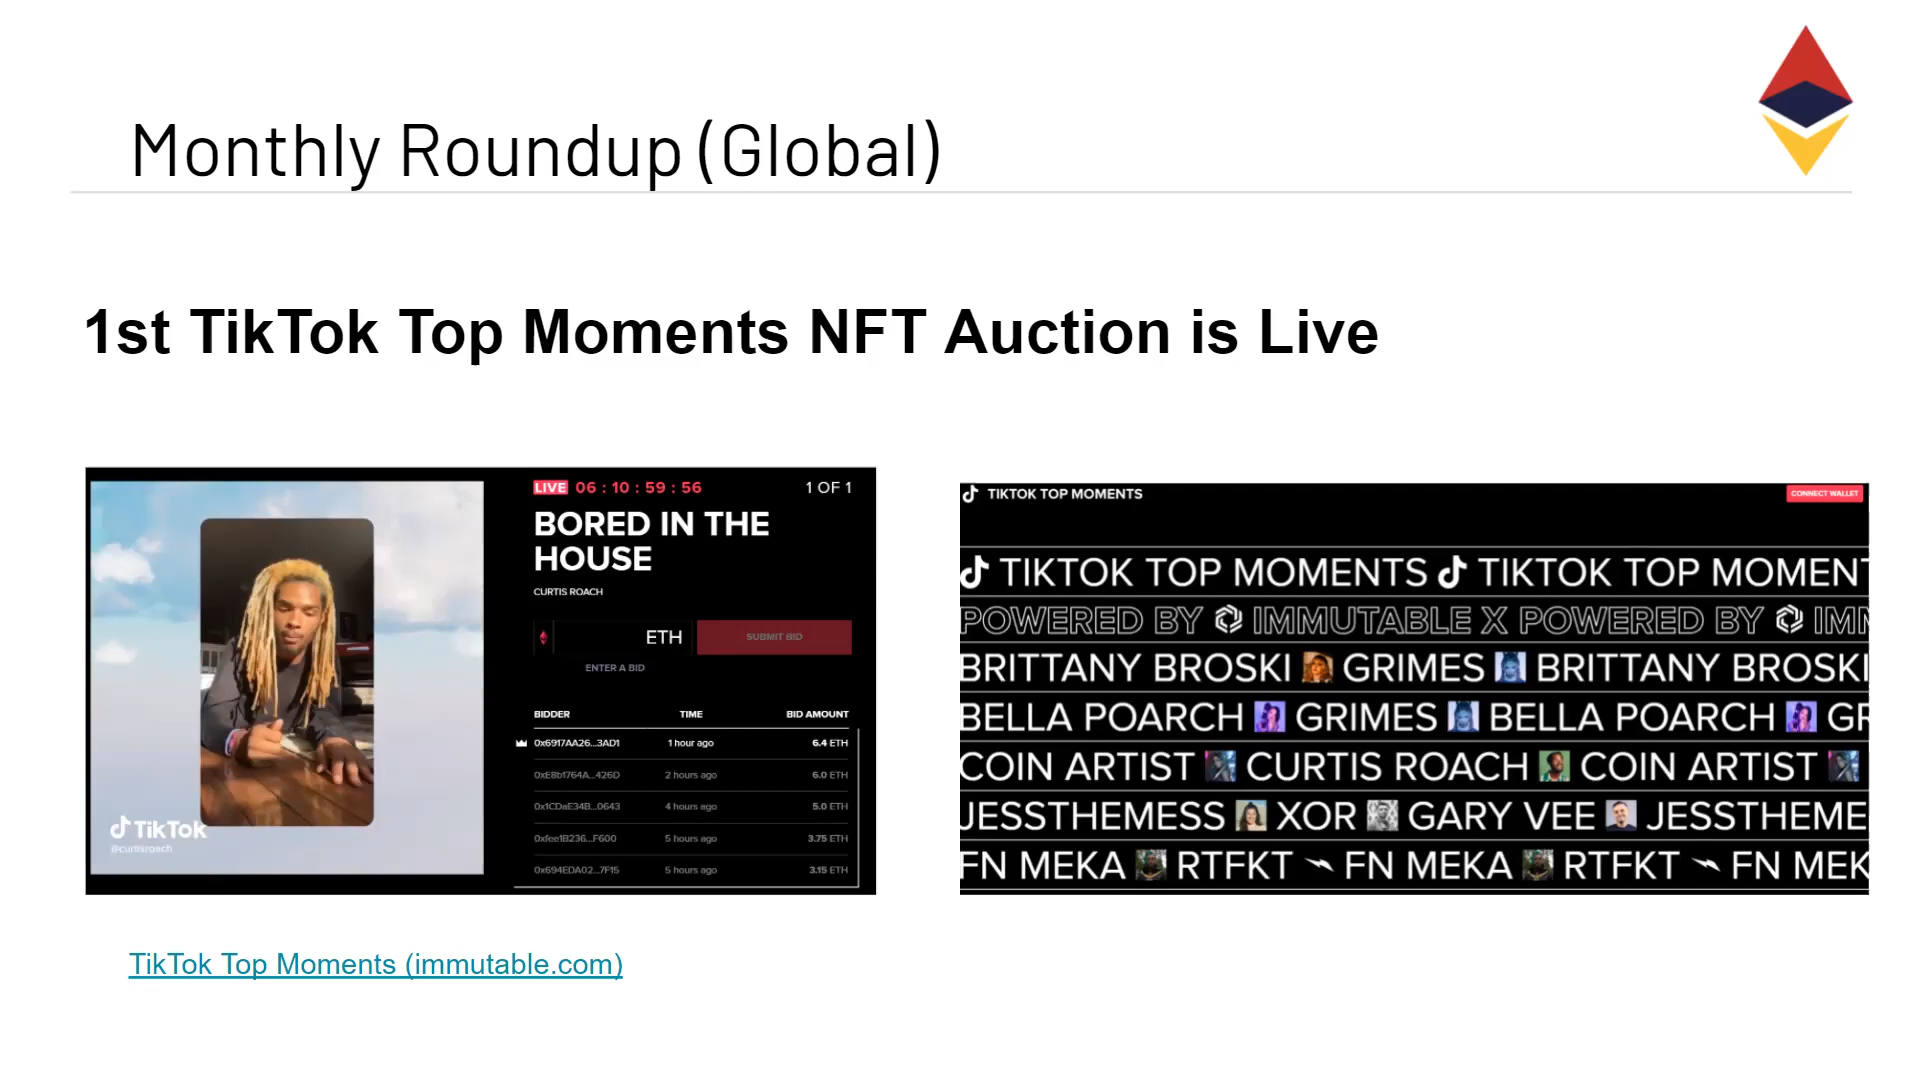 Monthly Roundup (Global)
1st TikTok Top Moments NFT Auction is Live
LIVE 06 : 10 : 59 : 56 1 OF 1
BORED IN THE
HOUSE
CURTIS ROACH
ETH SUBMIT BID
ENTER A BID
BIDDER TIME BID AMOUNT
0x6917AA26...3AD1 1 hour ago 6.4 ETH
0xE8b1764A...426D 2 hours ago 6.0 ETH
0x1CDaE34B...0643 4 hours ago 5.0 ETH
0xfee1B236...F600 5 hours ago 3.75 ETH
0x694EDA02...7F15 5 hours ago 3.15 ETH
TikTok
@curtisroach
TIKTOK TOP MOMENTS CONNECT WALLET
TIKTOK TOP MOMENTS TIKTOK TOP MOMENT
POWERED BY IMMUTABLE X POWERED BY IMM
BRITTANY BROSKI GRIMES BRITTANY BROSKI
BELLA POARCH GRIMES BELLA POARCH GR
COIN ARTIST CURTIS ROACH COIN ARTIST
JESSTHEMESS XOR GARY VEE JESSTHEME
FN MEKA RTFKT FN MEKA RTFKT FN MEK
TikTok Top Moments (immutable.com)